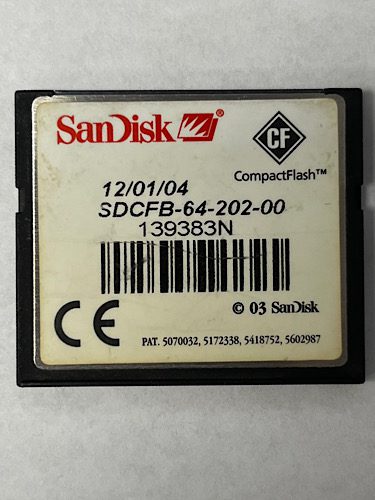 SanDisk
CF
CompactFlash™
12/01/04
SDCFB-64-202-00
139383N
CE
© 03 SanDisk
PAT. 5070032, 5172338, 5418752, 5602987